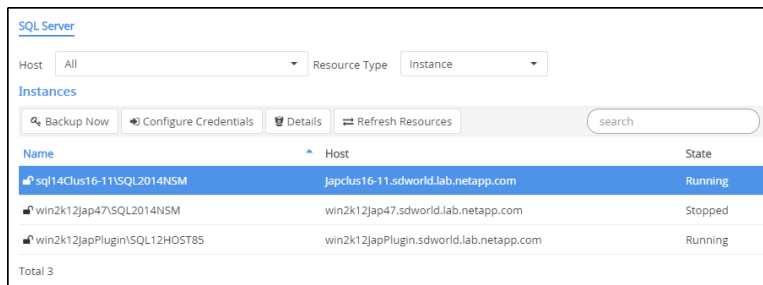 SQL Server
Host All Resource Type Instance
Instances
Backup Now Configure Credentials Details Refresh Resources search
Name Host State
sql14Clus16-11\SQL2014NSM Japclus16-11.sdworld.lab.netapp.com Running
win2k12Jap47\SQL2014NSM win2k12Jap47.sdworld.lab.netapp.com Stopped
win2k12JapPlugin\SQL12HOST85 win2k12JapPlugin.sdworld.lab.netapp.com Running
Total 3